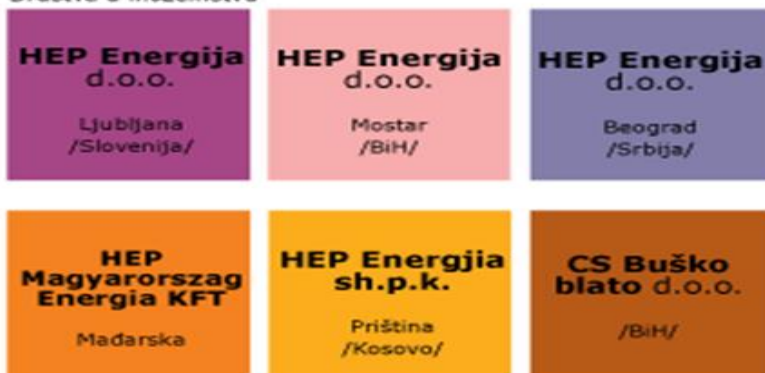 HEP Energija
d.o.o.
Ljubljana
/Slovenija/
HEP Energija
d.o.o.
Mostar
/BiH/
HEP Energija
d.o.o.
Beograd
/Srbija/
HEP
Magyarorszag
Energia KFT
Mađarska
HEP Energjia
sh.p.k.
Priština
/Kosovo/
CS Buško
blato d.o.o.
/BiH/